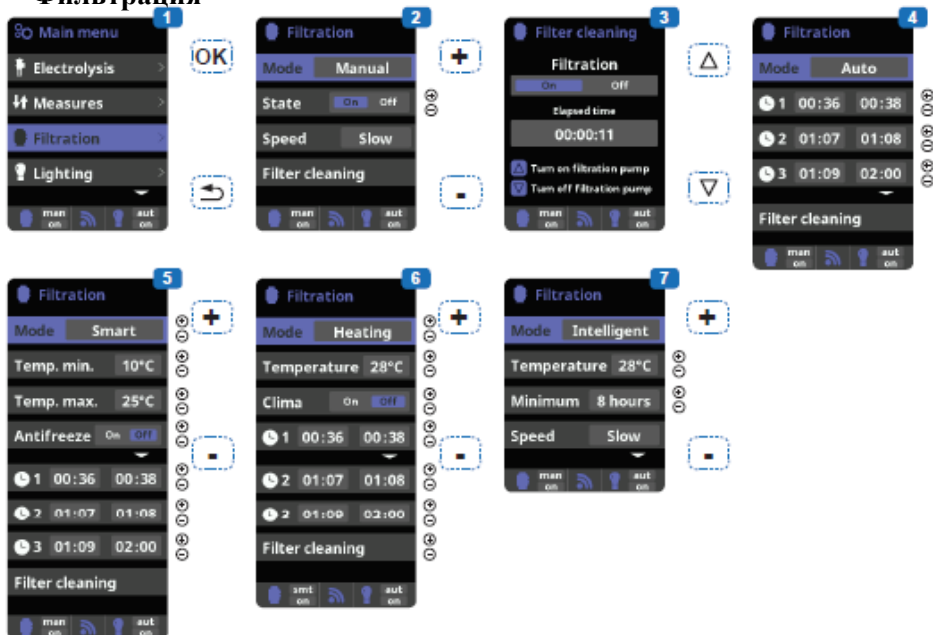 Фильтрация
1
Main menu
Electrolysis
Measures
Filtration
Lighting
man on
aut on
OK
2
Filtration
Mode Manual
State On Off
Speed Slow
Filter cleaning
man on
aut on
+
-
3
Filter cleaning
Filtration
On Off
Elapsed time
00:00:11
Turn on filtration pump
Turn off filtration pump
man on
aut on
4
Filtration
Mode Auto
1 00:36 00:38
2 01:07 01:08
3 01:09 02:00
Filter cleaning
man on
aut on
5
Filtration
Mode Smart
Temp. min. 10°C
Temp. max. 25°C
Antifreeze On Off
1 00:36 00:38
2 01:07 01:08
3 01:09 02:00
Filter cleaning
man on
aut on
+
-
6
Filtration
Mode Heating
Temperature 28°C
Clima On Off
1 00:36 00:38
2 01:07 01:08
3 01:09 02:00
Filter cleaning
smt on
aut on
+
-
7
Filtration
Mode Intelligent
Temperature 28°C
Minimum 8 hours
Speed Slow
man on
aut on
+
-